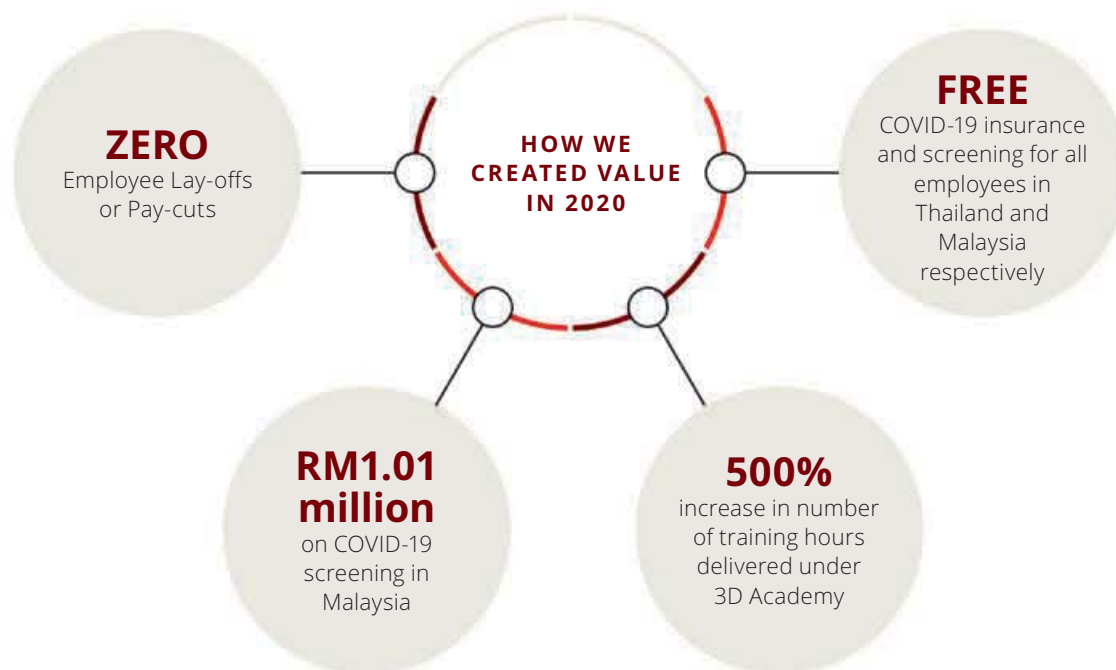 HOW WE
CREATED VALUE
IN 2020
ZERO
Employee Lay-offs
or Pay-cuts
FREE
COVID-19 insurance
and screening for all
employees in
Thailand and
Malaysia
respectively
RM1.01
million
on COVID-19
screening in
Malaysia
500%
increase in number
of training hours
delivered under
3D Academy